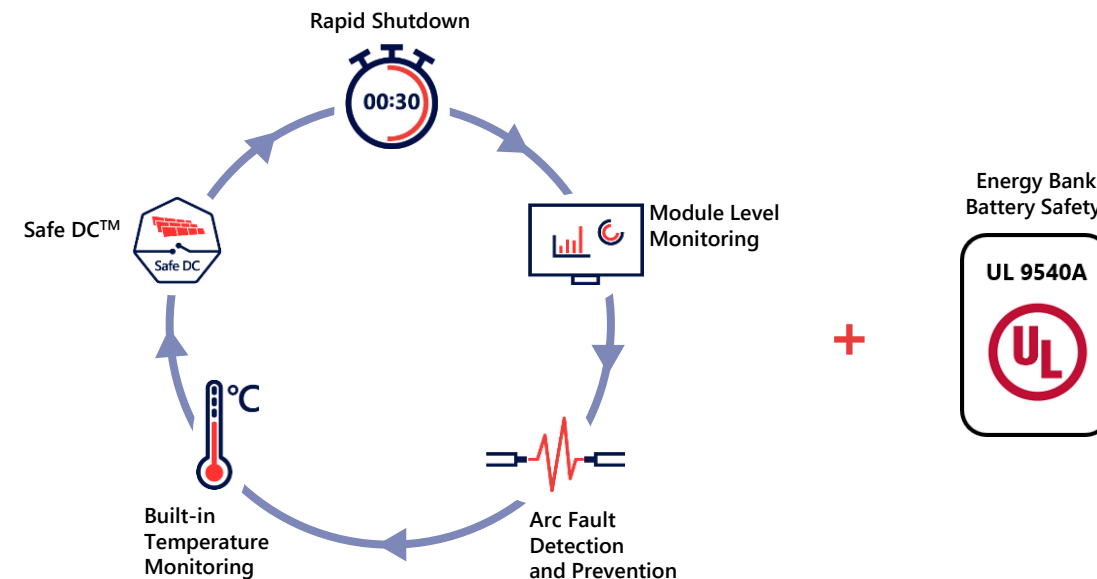 Rapid Shutdown
00:30
Module Level
Monitoring
Arc Fault
Detection
and Prevention
°C
Built-in
Temperature
Monitoring
Safe DC™
Safe DC
+
Energy Bank
Battery Safety
UL 9540A
UL